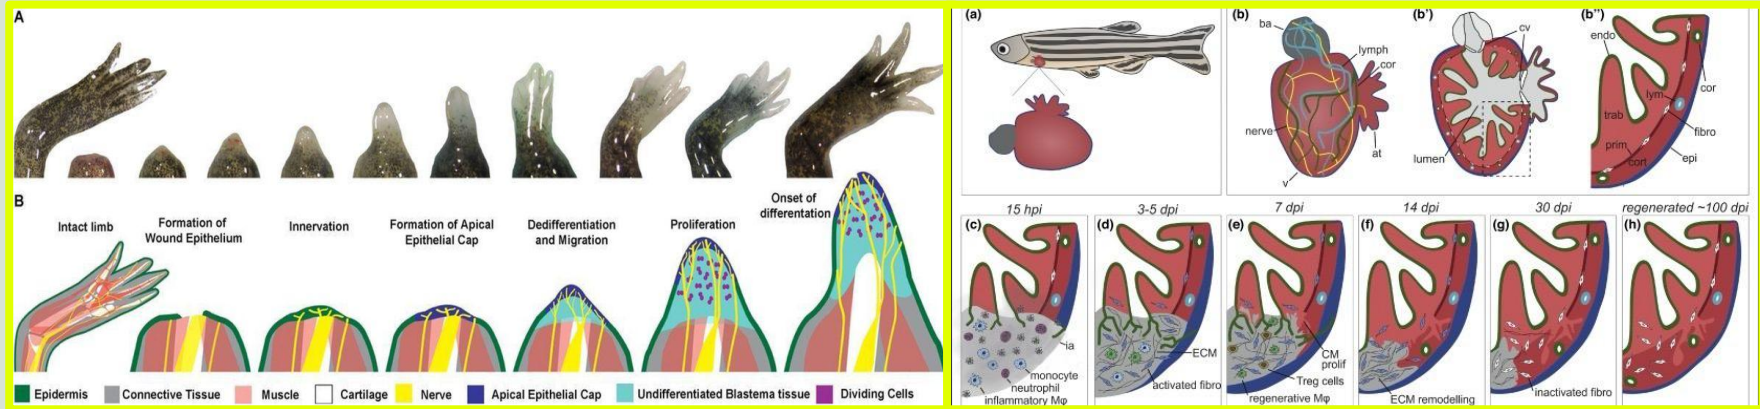 A
B
Intact limb
Formation of
Wound Epithelium
Innervation
Formation of Apical
Epithelial Cap
Dedifferentiation
and Migration
Proliferation
Onset of
differentation
Epidermis
Connective Tissue
Muscle
Cartilage
Nerve
Apical Epithelial Cap
Undifferentiated Blastema tissue
Dividing Cells
(a)
(b)
ba
lymph
cor
nerve
at
v
(b')
cv
lumen
(b'')
endo
cor
lym
trab
fibro
prim
cort
epi
15 hpi
3-5 dpi
7 dpi
14 dpi
30 dpi
regenerated ~100 dpi
(c)
ia
monocyte
neutrophil
inflammatory Mφ
(d)
ECM
activated fibro
(e)
CM
prolif
Treg cells
regenerative Mφ
(f)
ECM remodelling
(g)
inactivated fibro
(h)